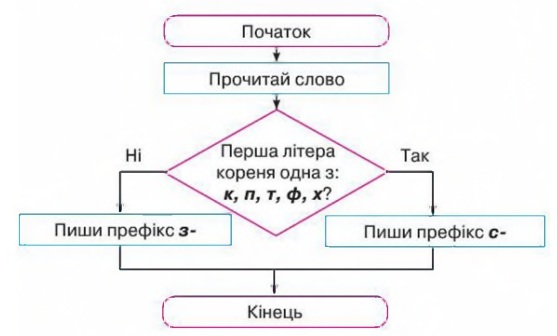 Початок
Прочитай слово
Ні
Перша літера
кореня одна з:
к, п, т, ф, х?
Так
Пиши префікс з-
Пиши префікс с-
Кінець